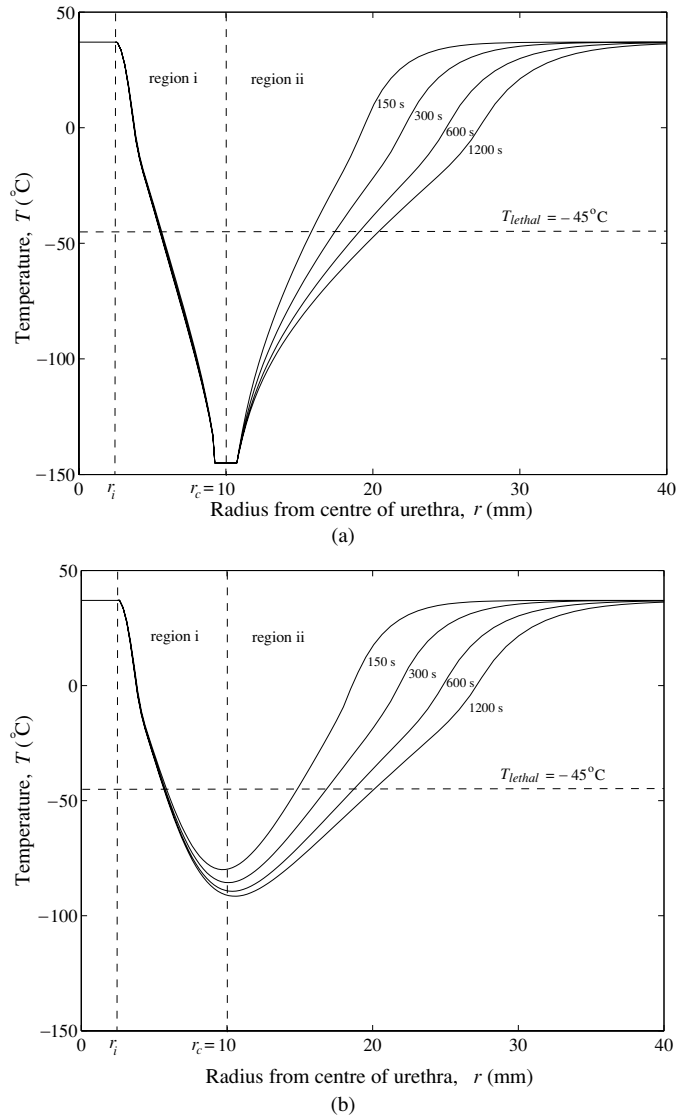 50
region i
region ii
0
150 s
300 s
600 s
1200 s
Temperature, T (°C)
T_lethal = −45°C
−50
−100
−150
0
r_i
r_c = 10
20
30
40
Radius from centre of urethra, r (mm)
(a)
50
region i
region ii
0
150 s
300 s
600 s
1200 s
Temperature, T (°C)
T_lethal = −45°C
−50
−100
−150
0
r_i
r_c = 10
20
30
40
Radius from centre of urethra, r (mm)
(b)